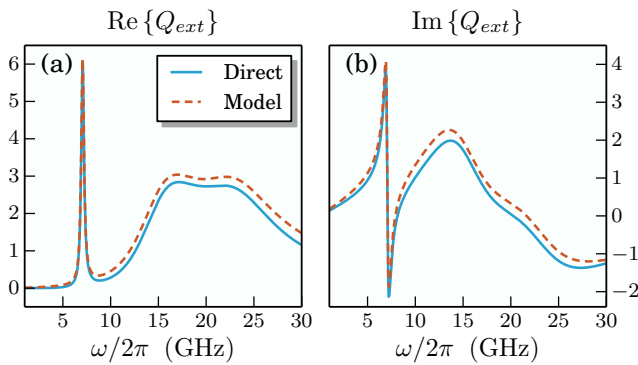 Re {Q_ext}
Im {Q_ext}
(a)
Direct
Model
(b)
6
5
4
3
2
1
0
4
3
2
1
0
−1
−2
5 10 15 20 25 30
5 10 15 20 25 30
ω/2π (GHz)
ω/2π (GHz)